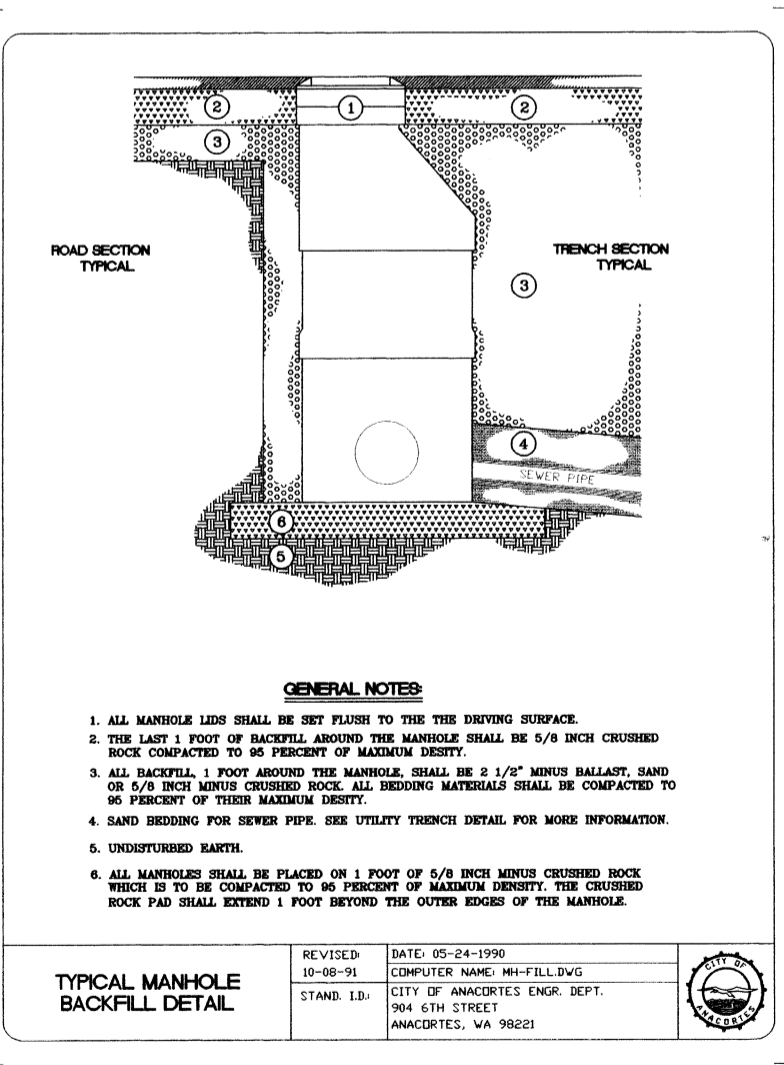 1
2
2
3
ROAD SECTION
TYPICAL
TRENCH SECTION
TYPICAL
3
4
SEWER PIPE
6
5
GENERAL NOTES:
1. ALL MANHOLE LIDS SHALL BE SET FLUSH TO THE THE DRIVING SURFACE.
2. THE LAST 1 FOOT OF BACKFILL AROUND THE MANHOLE SHALL BE 5/8 INCH CRUSHED
ROCK COMPACTED TO 95 PERCENT OF MAXIMUM DESITY.
3. ALL BACKFILL, 1 FOOT AROUND THE MANHOLE, SHALL BE 2 1/2" MINUS BALLAST, SAND
OR 5/8 INCH MINUS CRUSHED ROCK. ALL BEDDING MATERIALS SHALL BE COMPACTED TO
95 PERCENT OF THEIR MAXIMUM DESITY.
4. SAND BEDDING FOR SEWER PIPE. SEE UTILITY TRENCH DETAIL FOR MORE INFORMATION.
5. UNDISTURBED EARTH.
6. ALL MANHOLES SHALL BE PLACED ON 1 FOOT OF 5/8 INCH MINUS CRUSHED ROCK
WHICH IS TO BE COMPACTED TO 95 PERCENT OF MAXIMUM DENSITY. THE CRUSHED
ROCK PAD SHALL EXTEND 1 FOOT BEYOND THE OUTER EDGES OF THE MANHOLE.
TYPICAL MANHOLE
BACKFILL DETAIL
REVISED:
10-08-91
STAND. I.D.:
DATE: 05-24-1990
COMPUTER NAME: MH-FILL.DWG
CITY OF ANACORTES ENGR. DEPT.
904 6TH STREET
ANACORTES, WA 98221
CITY OF
ANACORTES